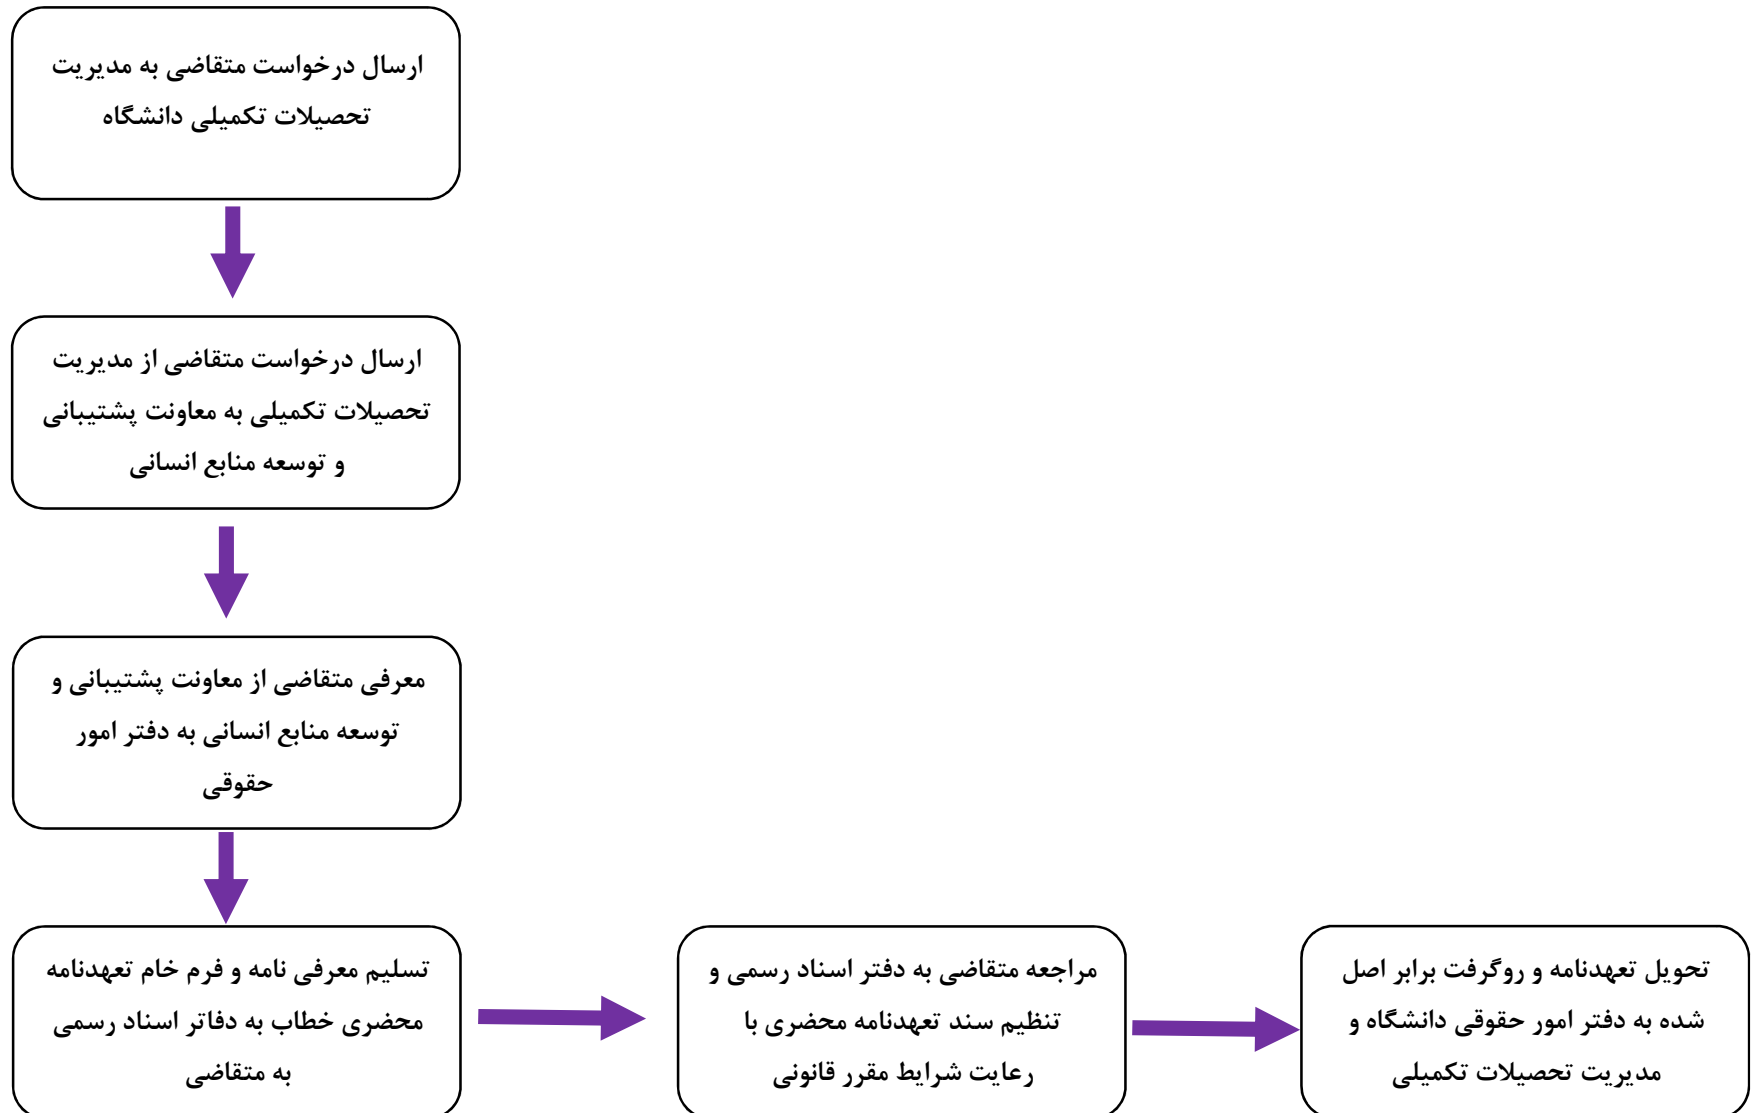 ارسال درخواست متقاضی به مدیریت
تحصیلات تکمیلی دانشگاه
ارسال درخواست متقاضی از مدیریت
تحصیلات تکمیلی به معاونت پشتیبانی
و توسعه منابع انسانی
معرفی متقاضی از معاونت پشتیبانی و
توسعه منابع انسانی به دفتر امور
حقوقی
تسلیم معرفی نامه و فرم خام تعهدنامه
محضری خطاب به دفاتر اسناد رسمی
به متقاضی
مراجعه متقاضی به دفتر اسناد رسمی و
تنظیم سند تعهدنامه محضری با
رعایت شرایط مقرر قانونی
تحویل تعهدنامه و روگرفت برابر اصل
شده به دفتر امور حقوقی دانشگاه و
مدیریت تحصیلات تکمیلی